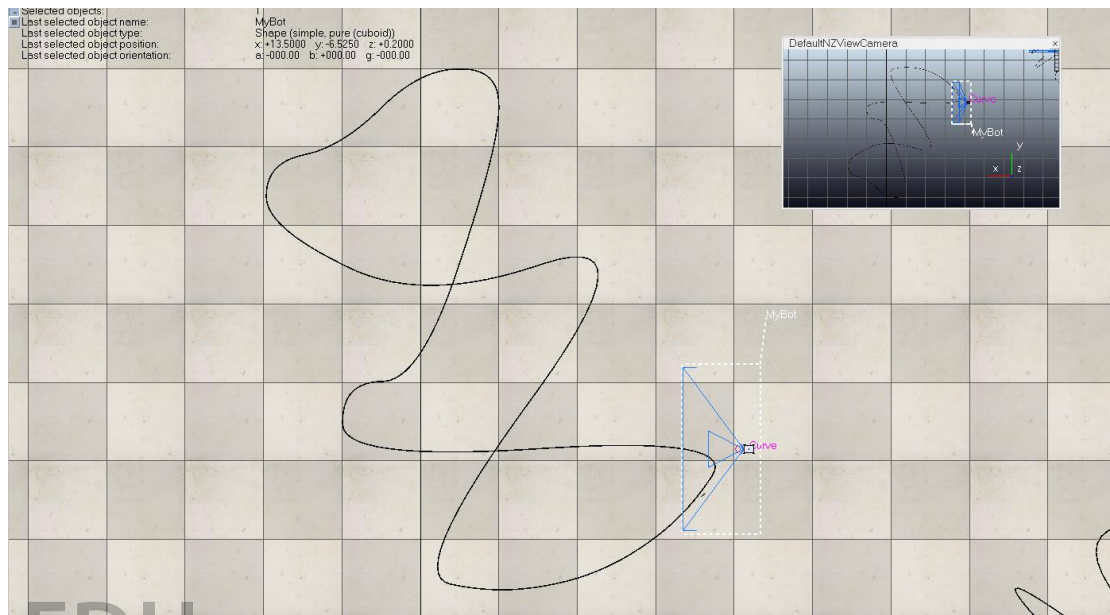 Selected objects: 1
Last selected object name: MyBot
Last selected object type: Shape (simple, pure (cuboid))
Last selected object position: x: +13.5000 y: -6.5250 z: +0.2000
Last selected object orientation: a: -000.00 b: +000.00 g: -000.00
DefaultNZViewCamera x
Curve
MyBot
y
x z
MyBot
Curve
EDU